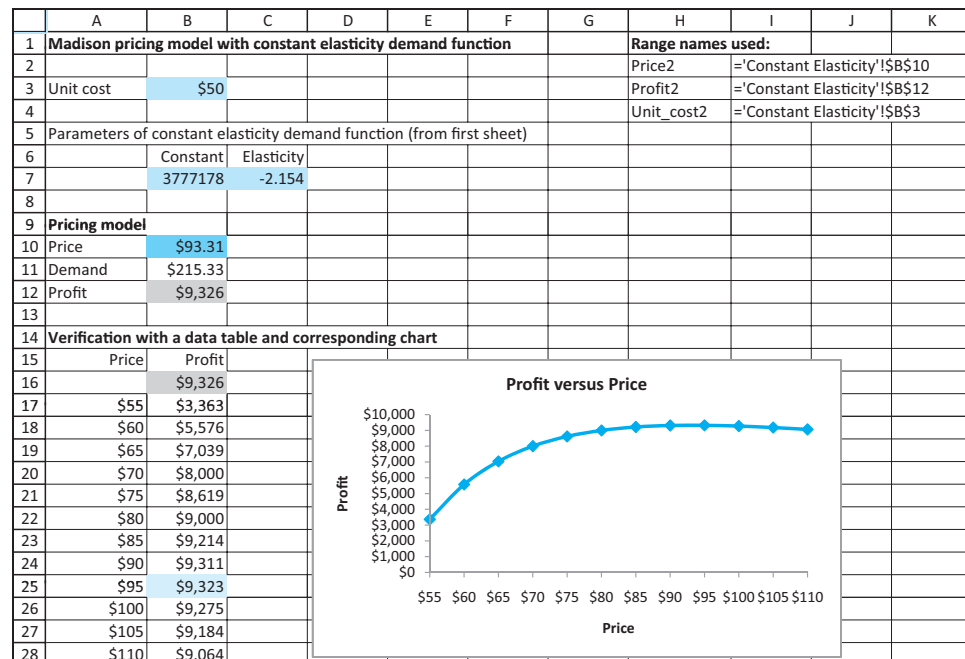 A B C D E F G H I J K
1 Madison pricing model with constant elasticity demand function Range names used:
2 Price2 ='Constant Elasticity'!$B$10
3 Unit cost $50 Profit2 ='Constant Elasticity'!$B$12
4 Unit_cost2 ='Constant Elasticity'!$B$3
5 Parameters of constant elasticity demand function (from first sheet)
6 Constant Elasticity
7 3777178 -2.154
8
9 Pricing model
10 Price $93.31
11 Demand $215.33
12 Profit $9,326
13
14 Verification with a data table and corresponding chart
15 Price Profit
16 $9,326
17 $55 $3,363
18 $60 $5,576
19 $65 $7,039
20 $70 $8,000
21 $75 $8,619
22 $80 $9,000
23 $85 $9,214
24 $90 $9,311
25 $95 $9,323
26 $100 $9,275
27 $105 $9,184
28 $110 $9,064
Profit versus Price
Profit
$10,000
$9,000
$8,000
$7,000
$6,000
$5,000
$4,000
$3,000
$2,000
$1,000
$0
$55 $60 $65 $70 $75 $80 $85 $90 $95 $100 $105 $110
Price